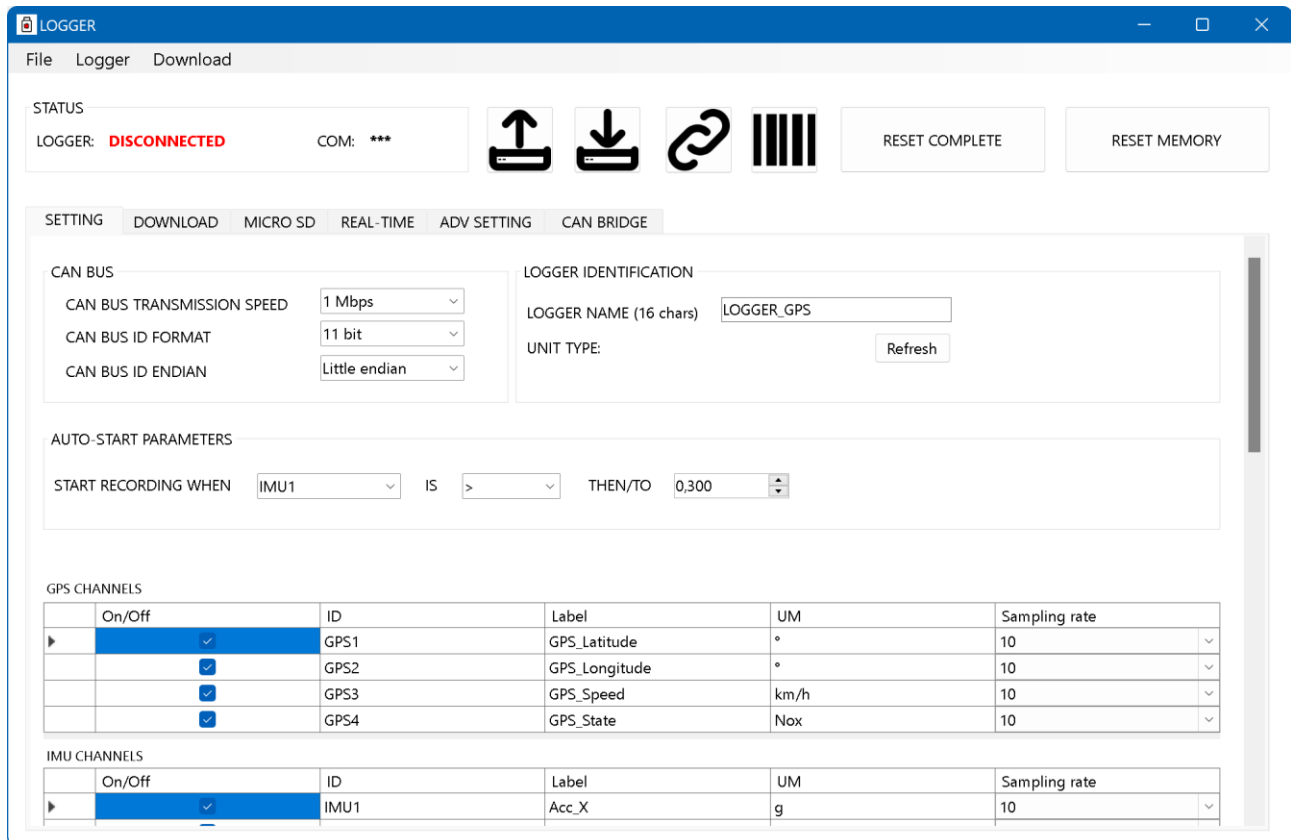 LOGGER
File Logger Download
STATUS
LOGGER: DISCONNECTED COM: ***
RESET COMPLETE
RESET MEMORY
SETTING DOWNLOAD MICRO SD REAL-TIME ADV SETTING CAN BRIDGE
CAN BUS
CAN BUS TRANSMISSION SPEED 1 Mbps
CAN BUS ID FORMAT 11 bit
CAN BUS ID ENDIAN Little endian
LOGGER IDENTIFICATION
LOGGER NAME (16 chars) LOGGER_GPS
UNIT TYPE: Refresh
AUTO-START PARAMETERS
START RECORDING WHEN IMU1 IS > THEN/TO 0,300
GPS CHANNELS
On/Off ID Label UM Sampling rate
GPS1 GPS_Latitude ° 10
GPS2 GPS_Longitude ° 10
GPS3 GPS_Speed km/h 10
GPS4 GPS_State Nox 10
IMU CHANNELS
On/Off ID Label UM Sampling rate
IMU1 Acc_X g 10